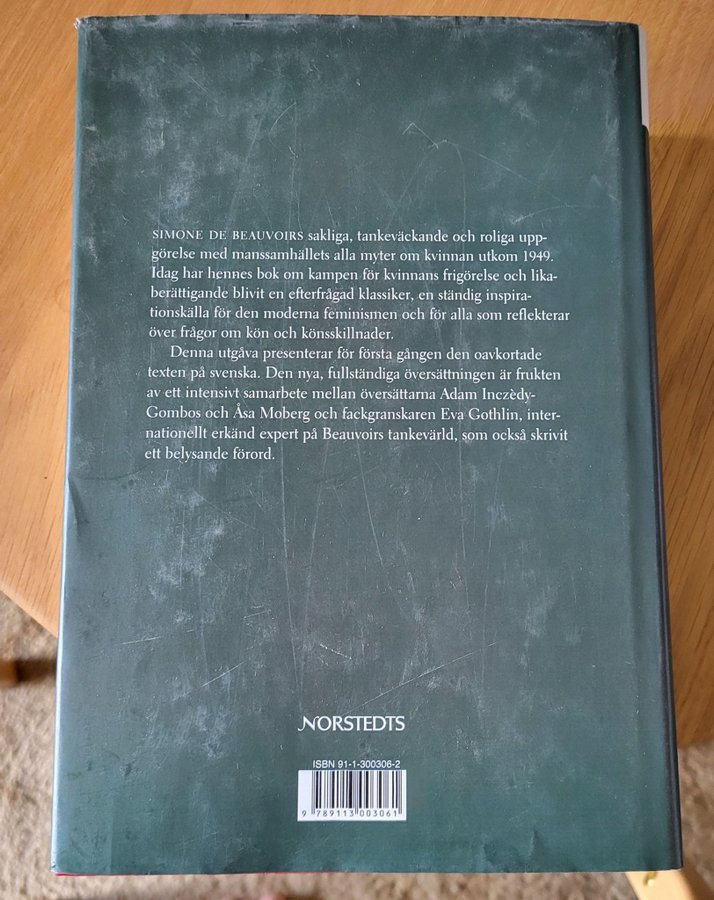 SIMONE DE BEAUVOIRS sakliga, tankeväckande och roliga upp-
görelse med manssamhällets alla myter om kvinnan utkom 1949.
Idag har hennes bok om kampen för kvinnans frigörelse och lika-
berättigande blivit en efterfrågad klassiker, en ständig inspira-
tionskälla för den moderna feminismen och för alla som reflekterar
över frågor om kön och könsskillnader.
Denna utgåva presenterar för första gången den oavkortade
texten på svenska. Den nya, fullständiga översättningen är frukten
av ett intensivt samarbete mellan översättarna Adam Inczèdy-
Gombos och Åsa Moberg och fackgranskaren Eva Gothlin, inter-
nationellt erkänd expert på Beauvoirs tankevärld, som också skrivit
ett belysande förord.
NORSTEDTS
ISBN 91-1-300306-2
9 789113 003061